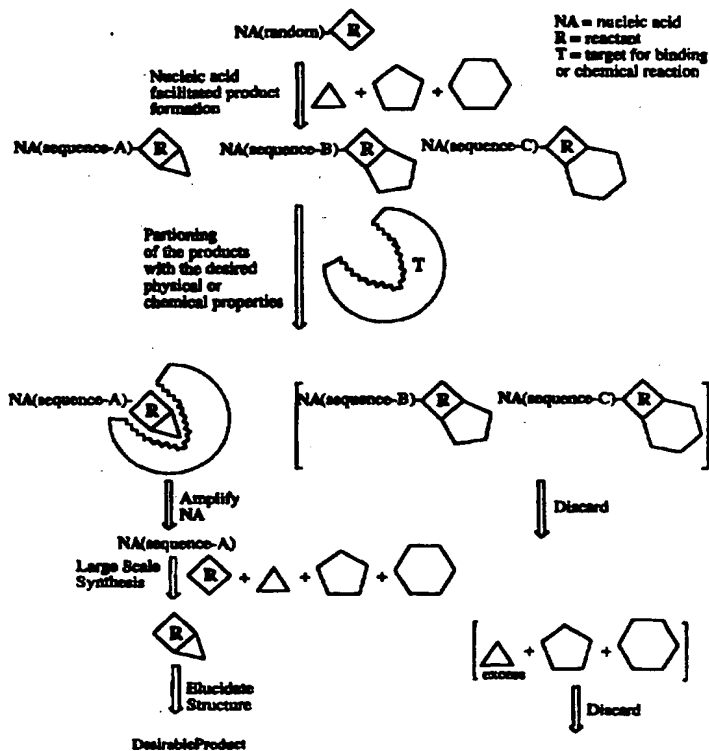 NA(random)
R
NA = nucleic acid
R = reactant
T = target for binding
or chemical reaction
Nucleic acid
facilitated product
formation
+ +
NA(sequence-A) R
NA(sequence-B) R
NA(sequence-C) R
Partioning
of the products
with the desired
physical or
chemical properties
T
NA(sequence-A) R
NA(sequence-B) R
NA(sequence-C) R
Amplify
NA
Discard
NA(sequence-A)
Large Scale
Synthesis
R + + +
R
+ +
excess
Elucidate
Structure
Discard
DesirableProduct